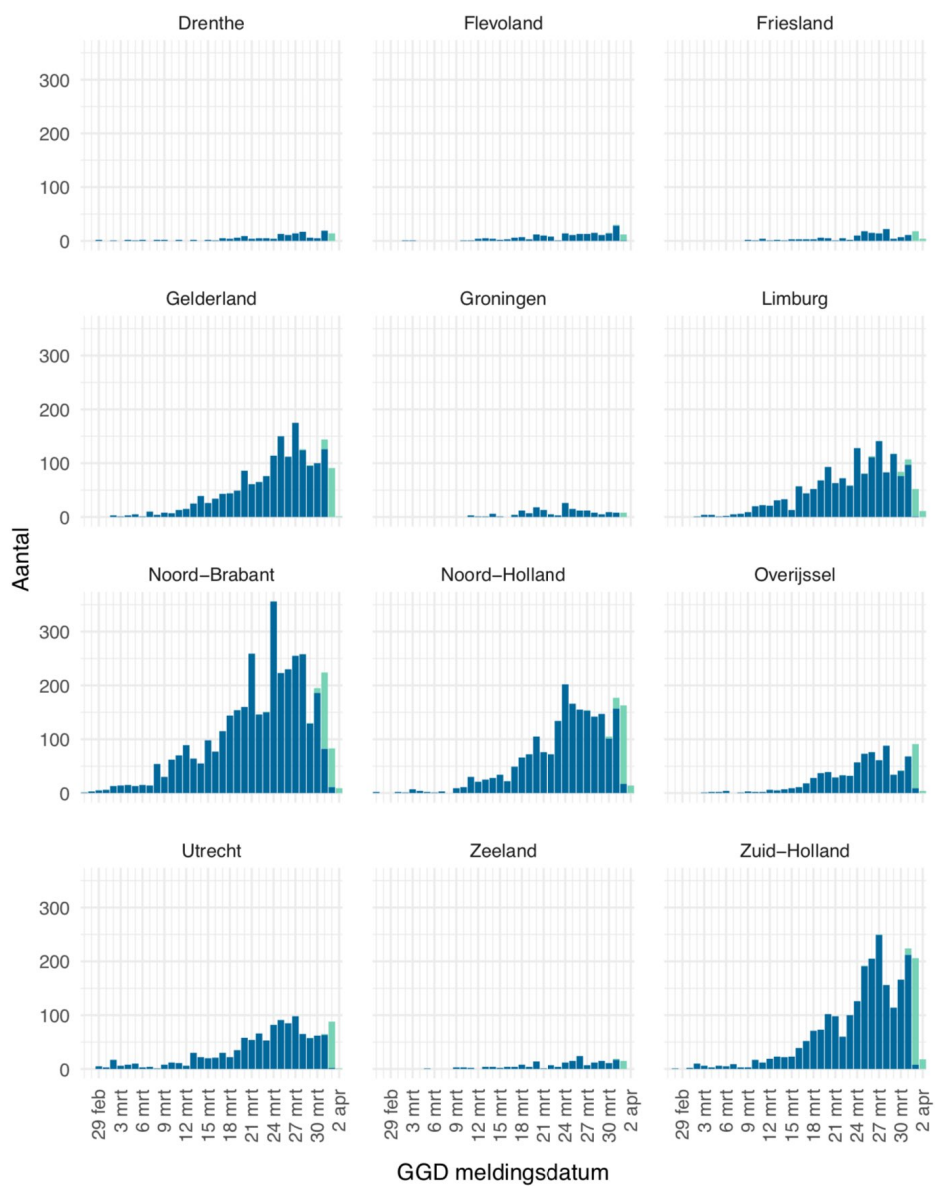 Drenthe Flevoland Friesland
300
200
100
0
Gelderland Groningen Limburg
300
200
100
0
Noord−Brabant Noord−Holland Overijssel
300
200
100
0
Utrecht Zeeland Zuid−Holland
300
200
100
0
Aantal
29 feb
3 mrt
6 mrt
9 mrt
12 mrt
15 mrt
18 mrt
21 mrt
24 mrt
27 mrt
30 mrt
2 apr
29 feb
3 mrt
6 mrt
9 mrt
12 mrt
15 mrt
18 mrt
21 mrt
24 mrt
27 mrt
30 mrt
2 apr
29 feb
3 mrt
6 mrt
9 mrt
12 mrt
15 mrt
18 mrt
21 mrt
24 mrt
27 mrt
30 mrt
2 apr
GGD meldingsdatum